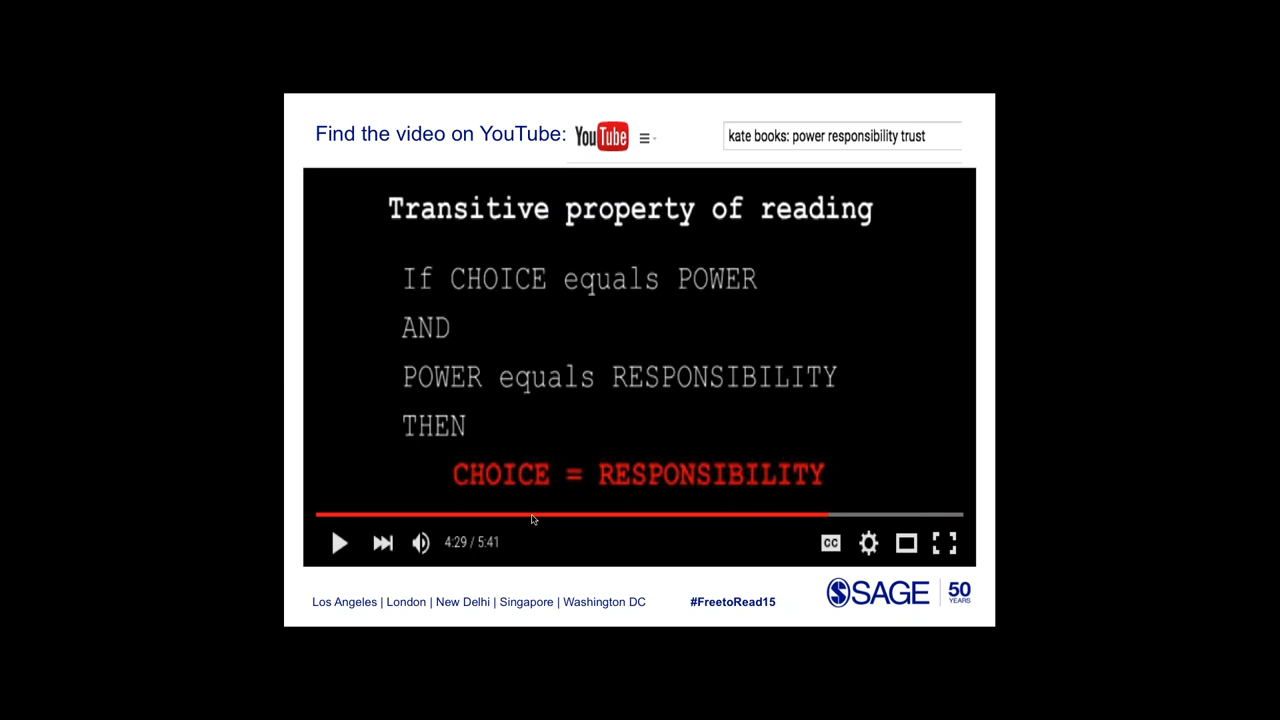 Find the video on YouTube: YouTube kate books: power responsibility trust
Transitive property of reading
If CHOICE equals POWER
AND
POWER equals RESPONSIBILITY
THEN
CHOICE = RESPONSIBILITY
4:29 / 5:41 CC
Los Angeles | London | New Delhi | Singapore | Washington DC #FreetoRead15 SAGE 50 YEARS